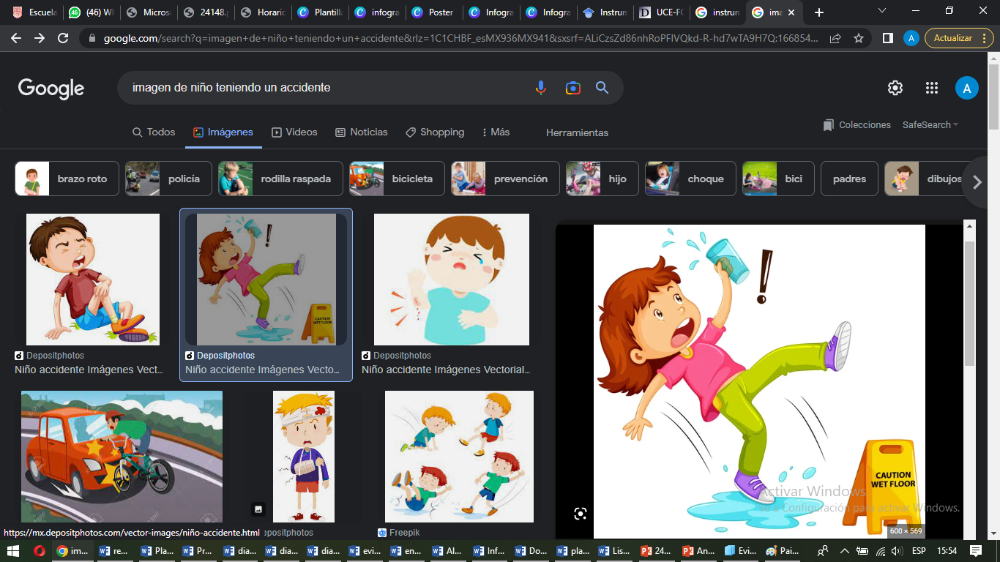 Escuela
46
(46) W
Micros
24148.p
Horario
Plantilla
infogra
Poster
Infogra
Infogra
Instrun
UCE-FC
instrun
ima
google.com/search?q=imagen+de+niño+teniendo+un+accidente&rlz=1C1CHBF_esMX936MX941&sxsrf=ALiCzsZd86nhRoPFlVQkd-R-hd7wTA9H7Q:166854...
A
Actualizar
Google
imagen de niño teniendo un accidente
A
Todos
Imágenes
Videos
Noticias
Shopping
Más
Herramientas
Colecciones
SafeSearch
brazo roto
policía
rodilla raspada
bicicleta
prevención
hijo
choque
bici
padres
dibujos
CAUTION
WET FLOOR
Depositphotos
Niño accidente Imágenes Vect...
Depositphotos
Niño accidente Imágenes Vecto...
Depositphotos
Niño accidente Imágenes Vectorial...
!
CAUTION
WET FLOOR
Activar Windows
Ve a Configuración para activar Windows.
600 × 569
https://mx.depositphotos.com/vector-images/niño-accidente.html
epositphotos
Freepik
im...
re...
Pla...
Pr...
dia...
dia...
dia...
evi...
en...
Al...
Inf...
Do...
pla...
Lis...
24...
An...
Evi...
Pai...
ESP
15:54